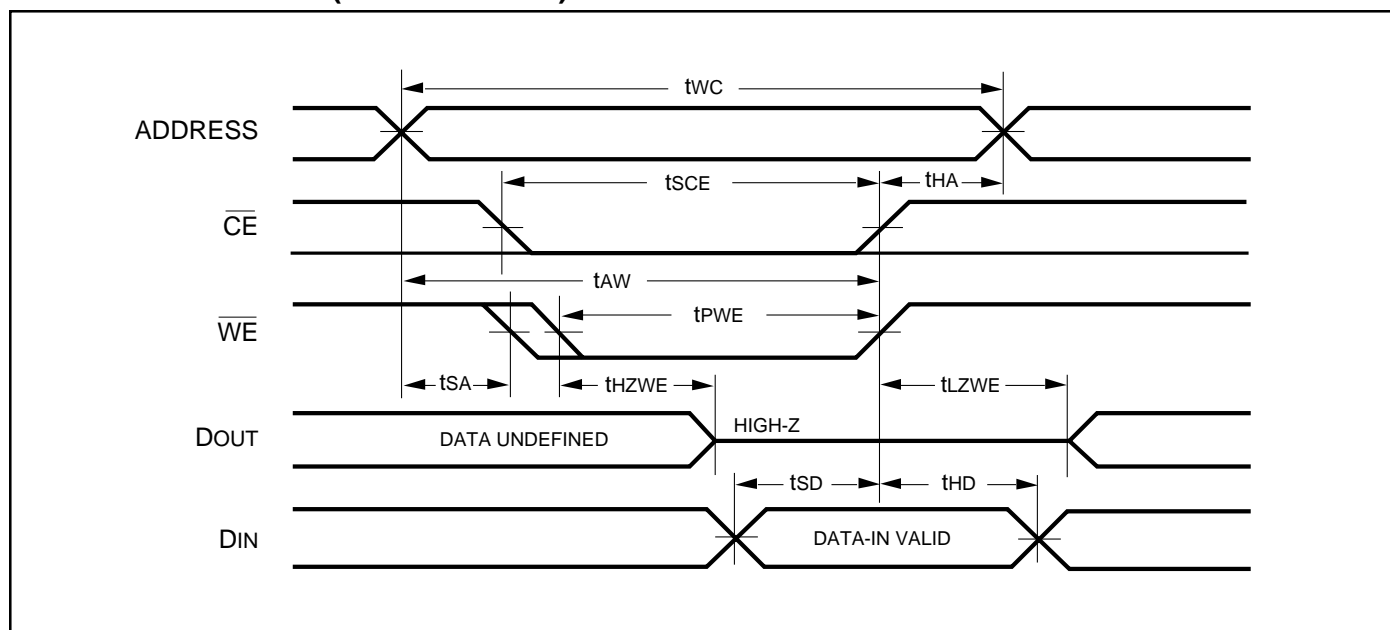 tWC
ADDRESS
tSCE
tHA
CE
tAW
WE
tPWE
tSA
tHZWE
tLZWE
DOUT
DATA UNDEFINED
HIGH-Z
tSD
tHD
DIN
DATA-IN VALID